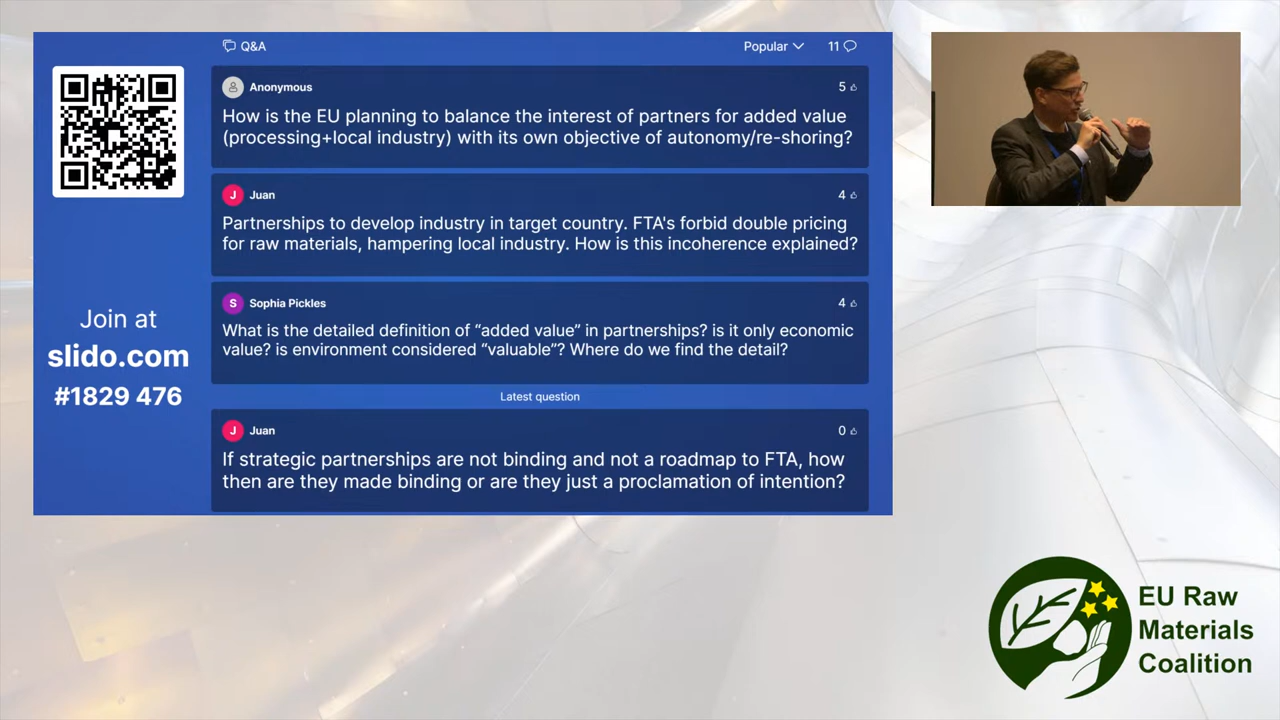 Q&A
Popular
11
Anonymous
5
How is the EU planning to balance the interest of partners for added value
(processing+local industry) with its own objective of autonomy/re-shoring?
J Juan
4
Partnerships to develop industry in target country. FTA's forbid double pricing
for raw materials, hampering local industry. How is this incoherence explained?
S Sophia Pickles
4
What is the detailed definition of “added value” in partnerships? is it only economic
value? is environment considered “valuable”? Where do we find the detail?
Latest question
J Juan
0
If strategic partnerships are not binding and not a roadmap to FTA, how
then are they made binding or are they just a proclamation of intention?
Join at
slido.com
#1829 476
EU Raw
Materials
Coalition